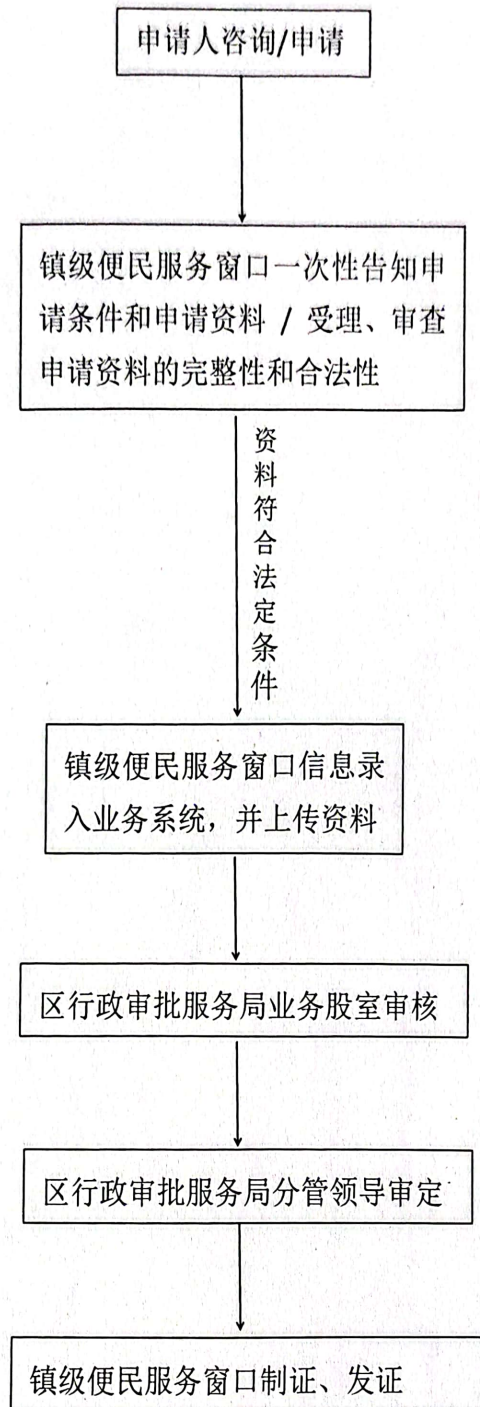 申请人咨询/申请
镇级便民服务窗口一次性告知申
请条件和申请资料 / 受理、审查
申请资料的完整性和合法性
资料符合法定条件
镇级便民服务窗口信息录
入业务系统，并上传资料
区行政审批服务局业务股室审核
区行政审批服务局分管领导审定
镇级便民服务窗口制证、发证